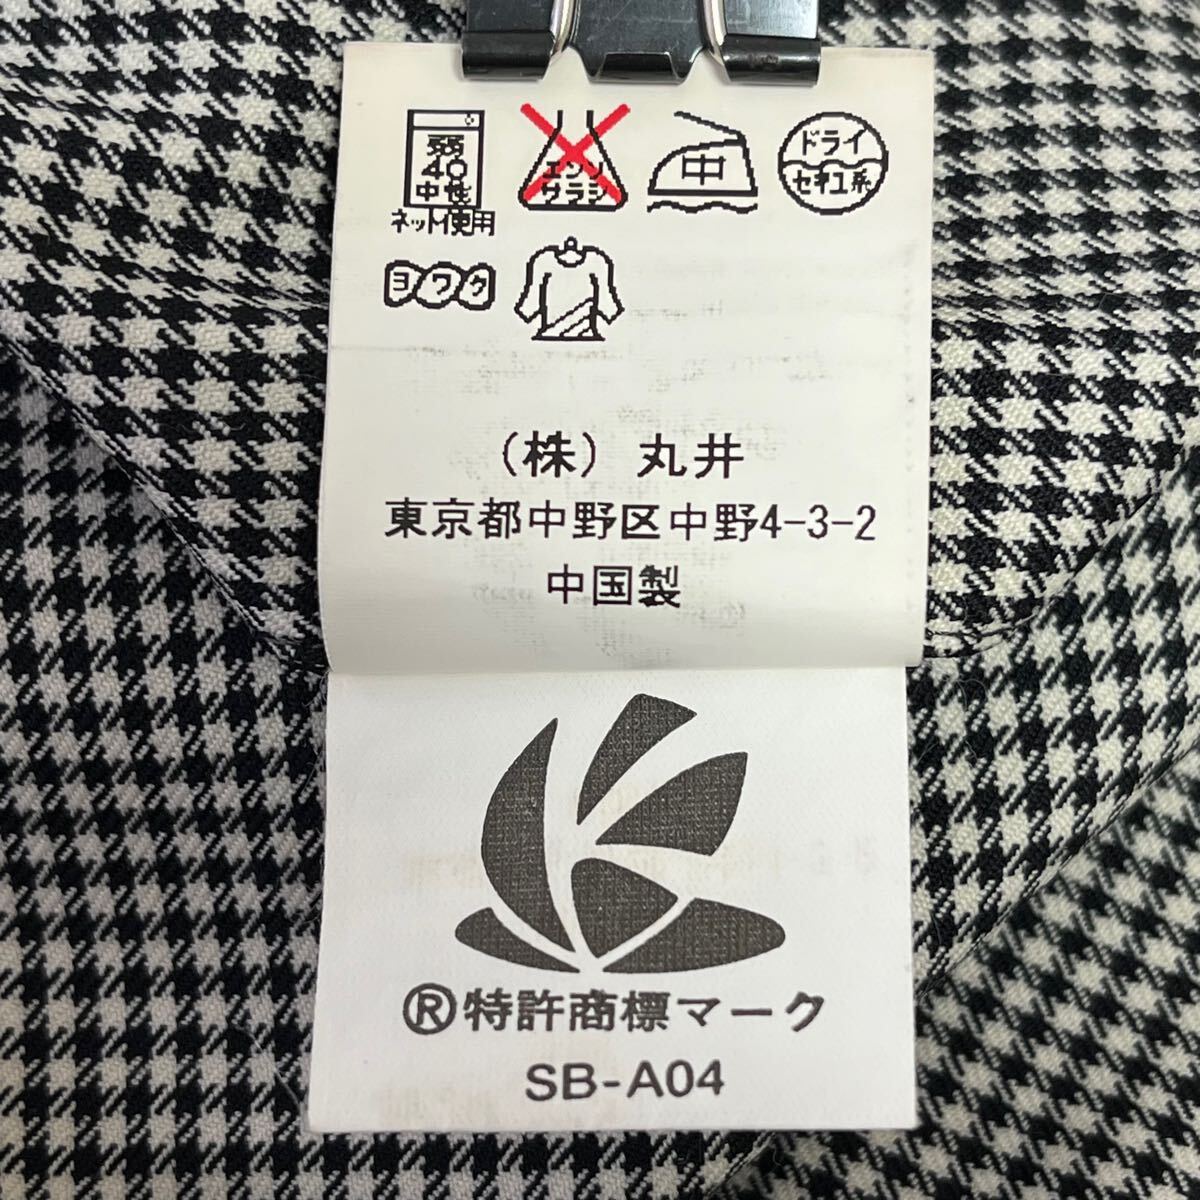 弱
40
中性
ネット使用
エンソ
サラシ
中
ドライ
セキユ系
ヨワク
(株) 丸井
東京都中野区中野4-3-2
中国製
®特許商標マーク
SB-A04